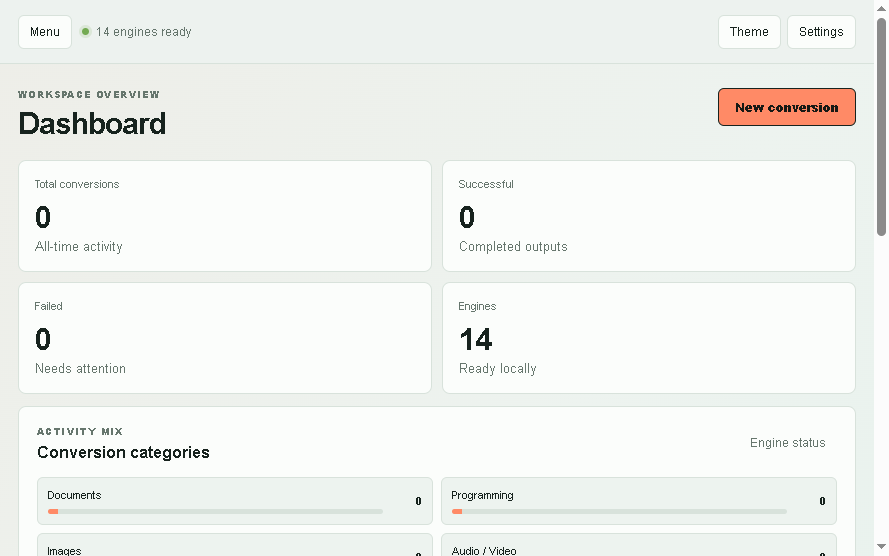 Menu
14 engines ready
Theme
Settings
WORKSPACE OVERVIEW
Dashboard
New conversion
Total conversions
0
All-time activity
Successful
0
Completed outputs
Failed
0
Needs attention
Engines
14
Ready locally
ACTIVITY MIX
Conversion categories
Engine status
Documents
0
Programming
0
Images
0
Audio / Video
0